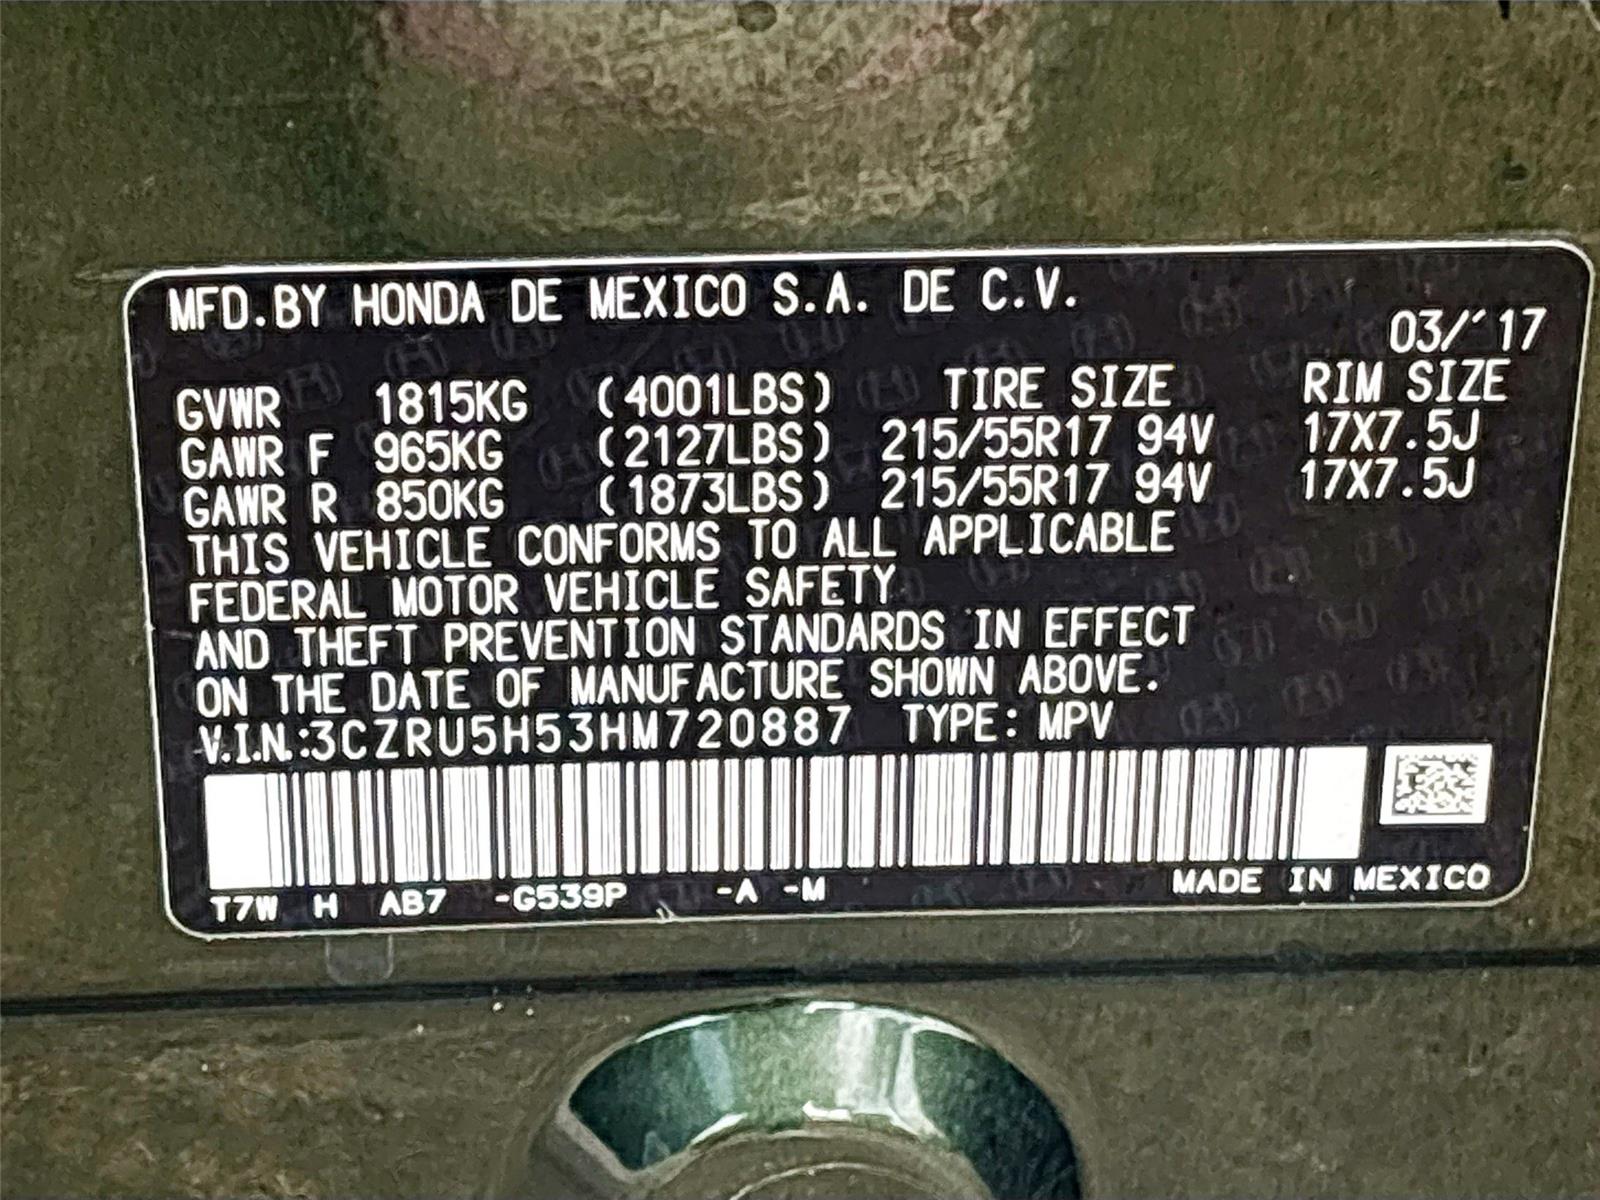 MFD.BY HONDA DE MEXICO S.A. DE C.V.
03/´17
GVWR 1815KG (4001LBS) TIRE SIZE RIM SIZE
GAWR F 965KG (2127LBS) 215/55R17 94V 17X7.5J
GAWR R 850KG (1873LBS) 215/55R17 94V 17X7.5J
THIS VEHICLE CONFORMS TO ALL APPLICABLE
FEDERAL MOTOR VEHICLE SAFETY
AND THEFT PREVENTION STANDARDS IN EFFECT
ON THE DATE OF MANUFACTURE SHOWN ABOVE.
V.I.N.:3CZRU5H53HM720887 TYPE: MPV
T7W H AB7 -G539P -A -M MADE IN MEXICO